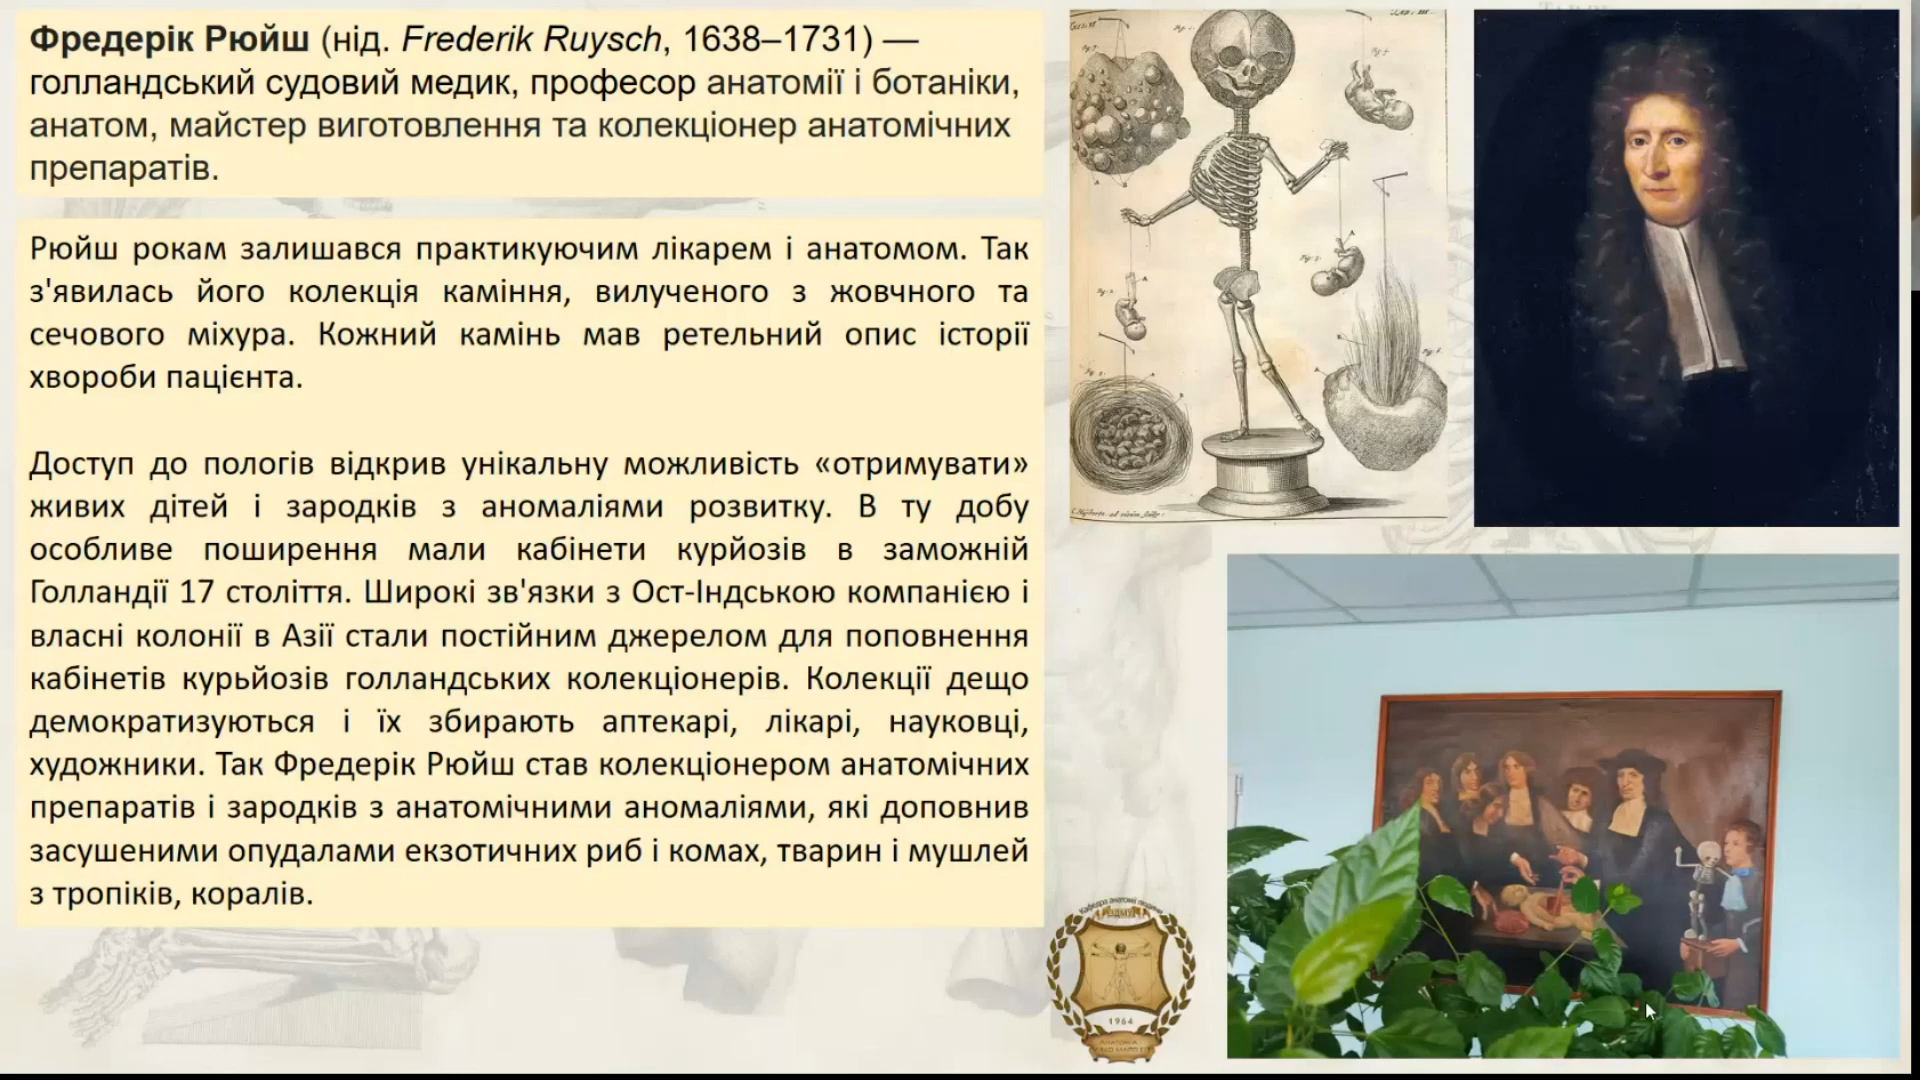 Фредерік Рюйш (нід. Frederik Ruysch, 1638–1731) —
голландський судовий медик, професор анатомії і ботаніки,
анатом, майстер виготовлення та колекціонер анатомічних
препаратів.
Рюйш рокам залишався практикуючим лікарем і анатомом. Так
з'явилась його колекція каміння, вилученого з жовчного та
сечового міхура. Кожний камінь мав ретельний опис історії
хвороби пацієнта.
Доступ до пологів відкрив унікальну можливість «отримувати»
живих дітей і зародків з аномаліями розвитку. В ту добу
особливе поширення мали кабінети курйозів в заможній
Голландії 17 століття. Широкі зв'язки з Ост-Індською компанією і
власні колонії в Азії стали постійним джерелом для поповнення
кабінетів курьйозів голландських колекціонерів. Колекції дещо
демократизуються і їх збирають аптекарі, лікарі, науковці,
художники. Так Фредерік Рюйш став колекціонером анатомічних
препаратів і зародків з анатомічними аномаліями, які доповнив
засушеними опудалами екзотичних риб і комах, тварин і мушлей
з тропіків, коралів.
1964